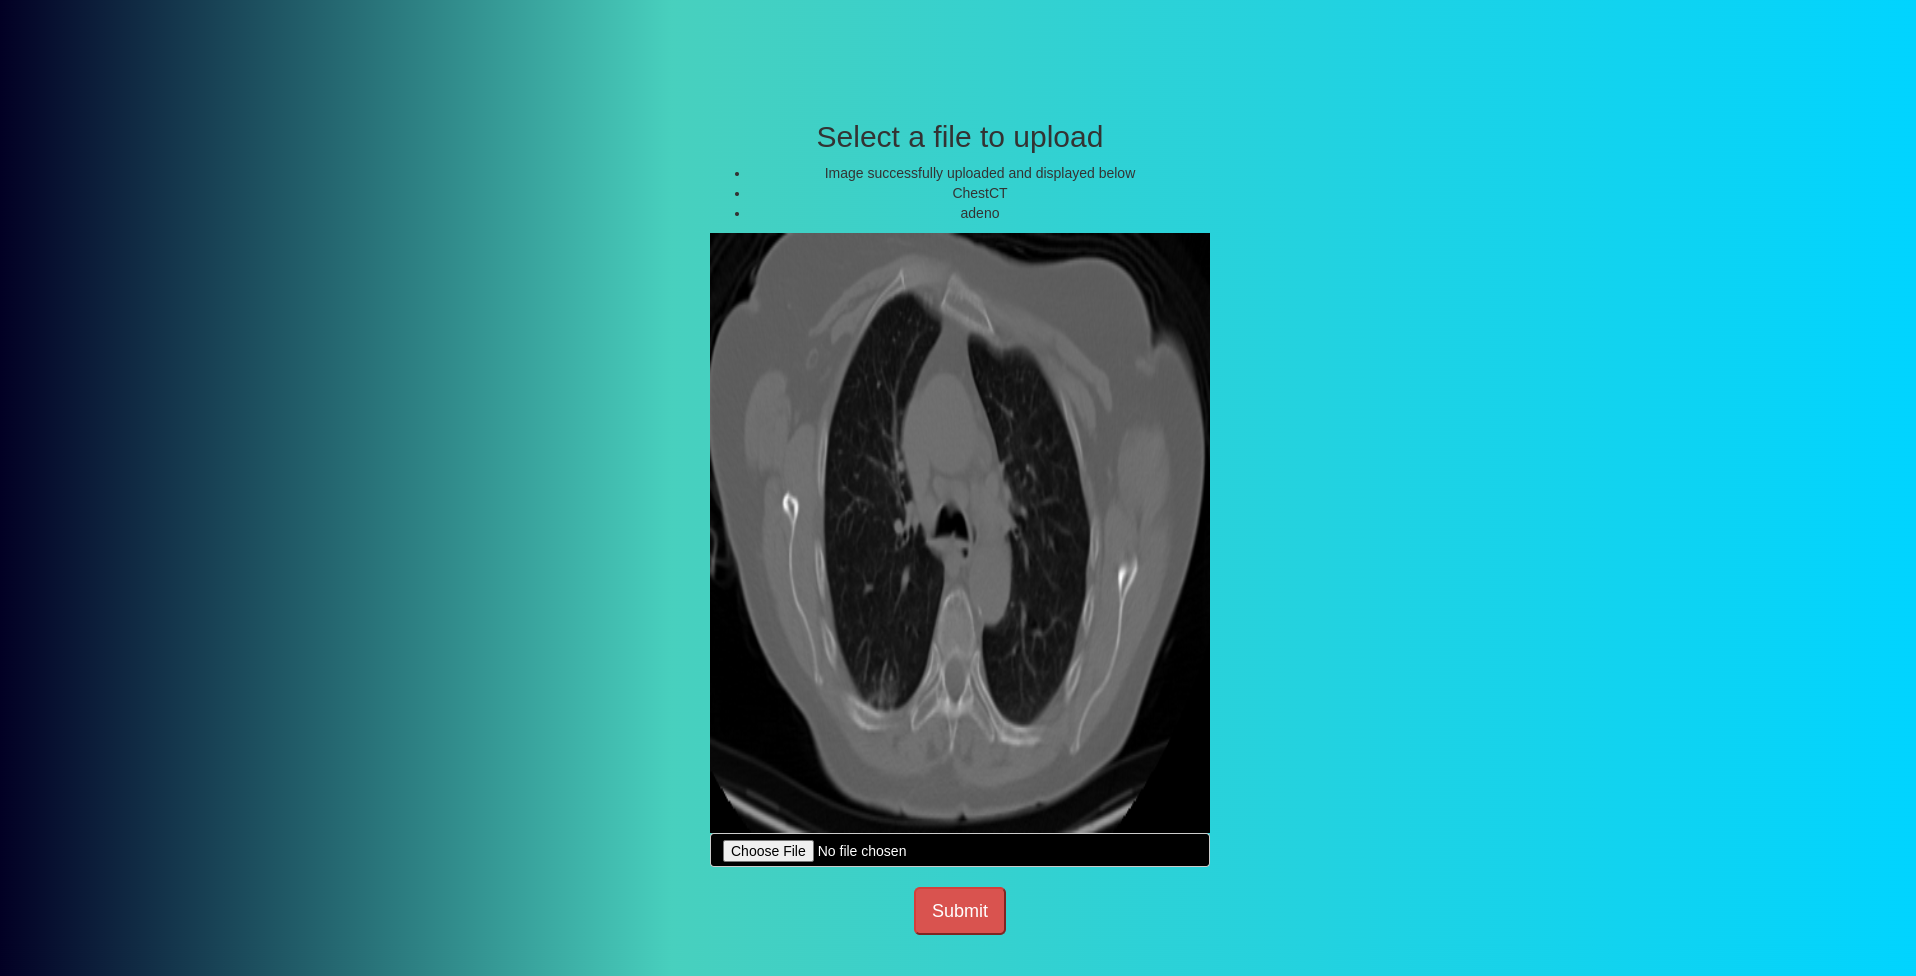 Select a file to upload
Image successfully uploaded and displayed below
ChestCT
adeno
Choose File No file chosen
Submit